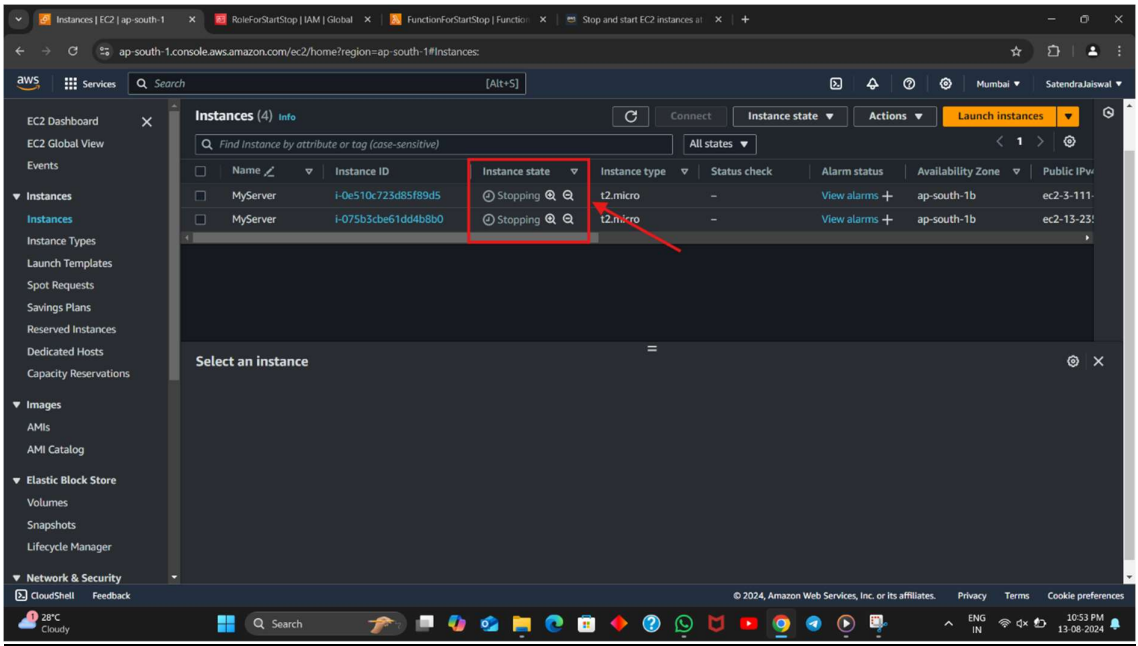 Instances | EC2 | ap-south-1
RoleForStartStop | IAM | Global
FunctionForStartStop | Function
Stop and start EC2 instances at
ap-south-1.console.aws.amazon.com/ec2/home?region=ap-south-1#Instances:
aws Services Search [Alt+S] Mumbai SatendraJaiswal
EC2 Dashboard
EC2 Global View
Events
Instances
Instances
Instance Types
Launch Templates
Spot Requests
Savings Plans
Reserved Instances
Dedicated Hosts
Capacity Reservations
Images
AMIs
AMI Catalog
Elastic Block Store
Volumes
Snapshots
Lifecycle Manager
Network & Security
Instances (4) Info Connect Instance state Actions Launch instances
Find Instance by attribute or tag (case-sensitive) All states 1
Name Instance ID Instance state Instance type Status check Alarm status Availability Zone Public IPv4
MyServer i-0e510c723d85f89d5 Stopping t2.micro – View alarms + ap-south-1b ec2-3-111-
MyServer i-075b3cbe61dd4b8b0 Stopping t2.micro – View alarms + ap-south-1b ec2-13-23
Select an instance
CloudShell Feedback © 2024, Amazon Web Services, Inc. or its affiliates. Privacy Terms Cookie preferences
28°C
Cloudy
Search
ENG
IN
10:53 PM
13-08-2024